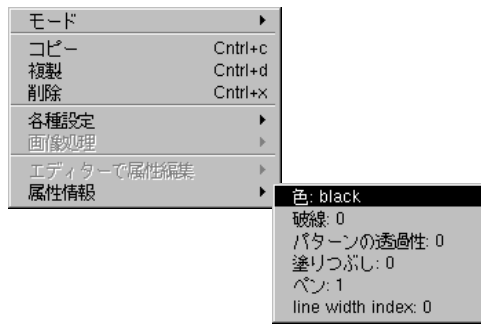 モード
コピー Cntrl+c
複製 Cntrl+d
削除 Cntrl+x
各種設定
画像処理
エディターで属性編集
属性情報
色: black
破線: 0
パターンの透過性: 0
塗りつぶし: 0
ペン: 1
line width index: 0